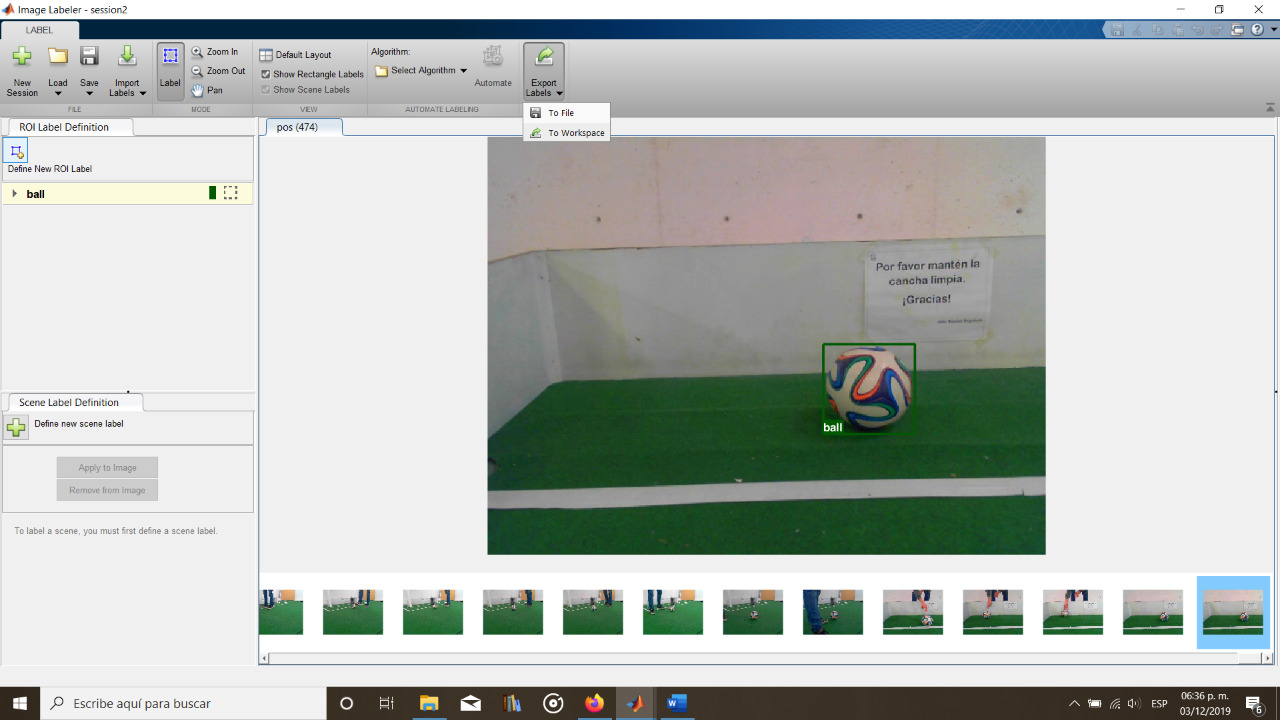 Image Labeler - session2
LABEL
New Session
Load
Save
Import Labels
FILE
Label
Zoom In
Zoom Out
Pan
MODE
Default Layout
Show Rectangle Labels
Show Scene Labels
VIEW
Algorithm:
Select Algorithm
Automate
AUTOMATE LABELING
Export Labels
To File
To Workspace
ROI Label Definition
Define New ROI Label
ball
pos (474)
Por favor mantén la
cancha limpia.
¡Gracias!
ball
Scene Label Definition
Define new scene label
Apply to Image
Remove from Image
To label a scene, you must first define a scene label.
Escribe aquí para buscar
ESP
06:36 p. m.
03/12/2019
6